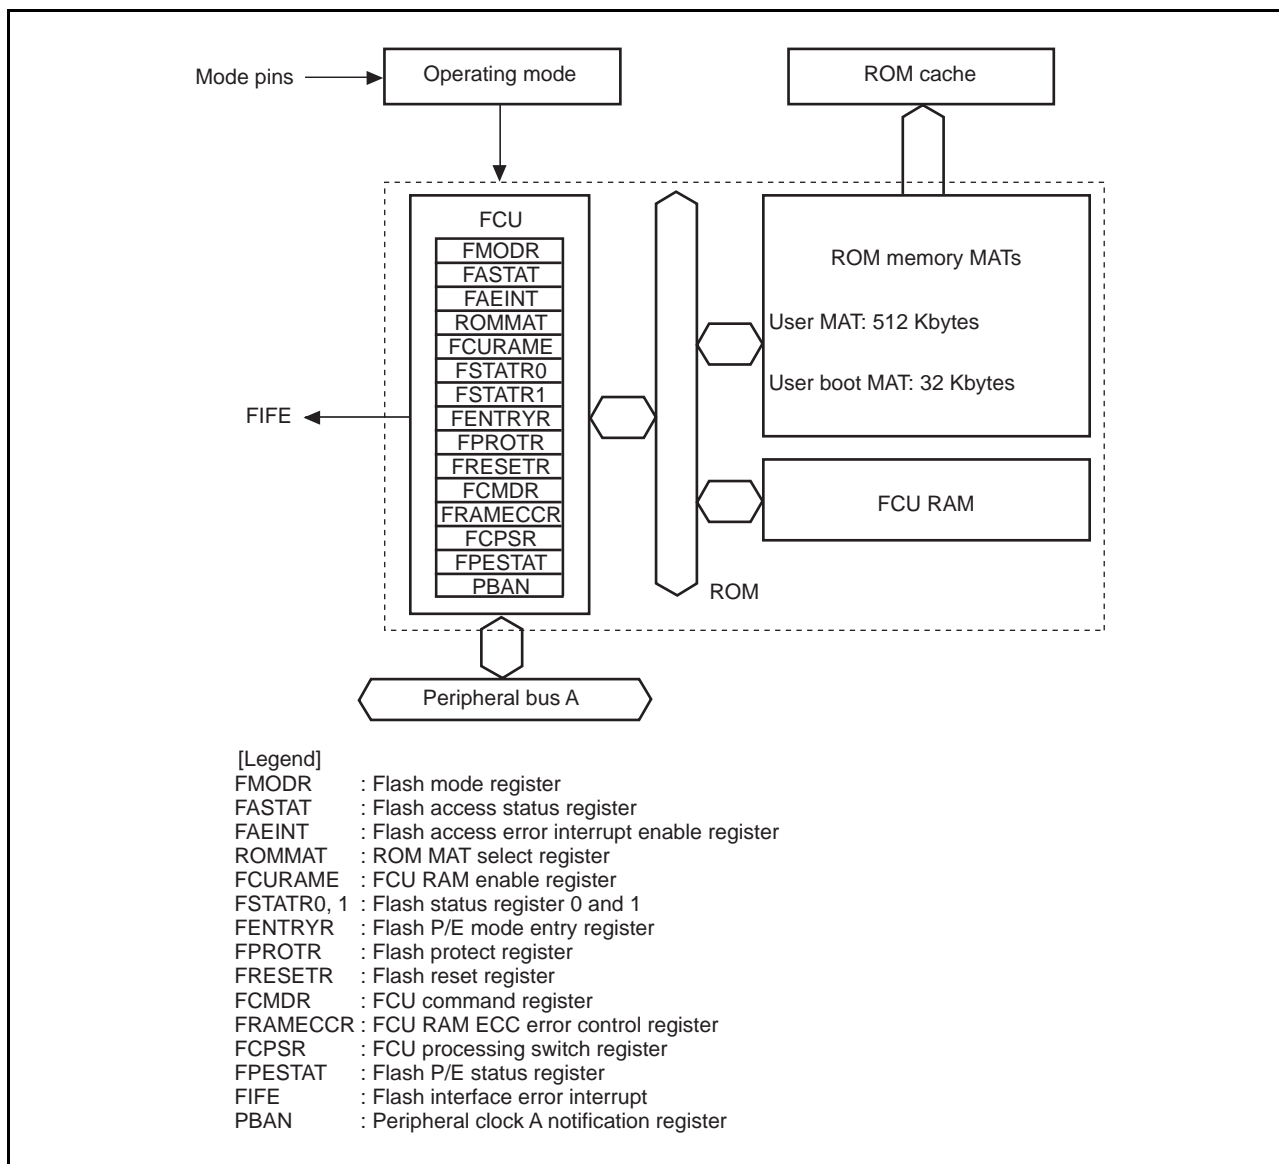 Mode pins
Operating mode
ROM cache
FCU
FMODR
FASTAT
FAEINT
ROMMAT
FCURAME
FSTATR0
FSTATR1
FENTRYR
FPROTR
FRESETR
FCMDR
FRAMECCR
FCPSR
FPESTAT
PBAN
FIFE
ROM memory MATs
User MAT: 512 Kbytes
User boot MAT: 32 Kbytes
FCU RAM
ROM
Peripheral bus A
[Legend]
FMODR : Flash mode register
FASTAT : Flash access status register
FAEINT : Flash access error interrupt enable register
ROMMAT : ROM MAT select register
FCURAME : FCU RAM enable register
FSTATR0, 1 : Flash status register 0 and 1
FENTRYR : Flash P/E mode entry register
FPROTR : Flash protect register
FRESETR : Flash reset register
FCMDR : FCU command register
FRAMECCR : FCU RAM ECC error control register
FCPSR : FCU processing switch register
FPESTAT : Flash P/E status register
FIFE : Flash interface error interrupt
PBAN : Peripheral clock A notification register